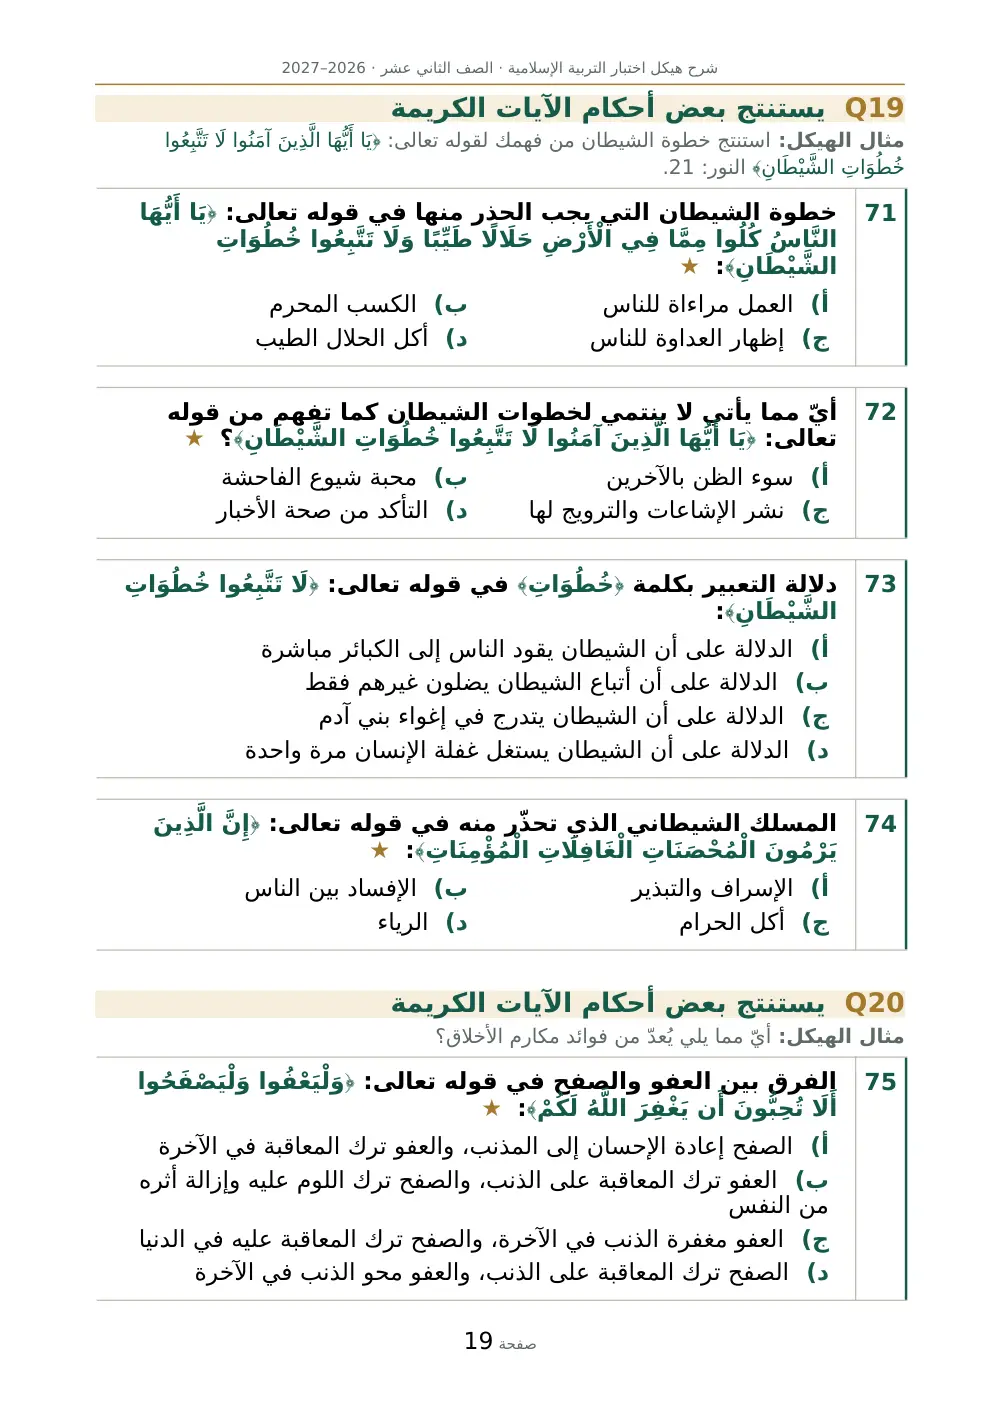 شرح هيكل اختبار التربية الإسلامية · الصف الثاني عشر · 2026–2027
Q19 يستنتج بعض أحكام الآيات الكريمة
مثال الهيكل: استنتج خطوة الشيطان من فهمك لقوله تعالى: ﴿يَا أَيُّهَا الَّذِينَ آمَنُوا لَا تَتَّبِعُوا
خُطُوَاتِ الشَّيْطَانِ﴾ النور: 21.
71 خطوة الشيطان التي يجب الحذر منها في قوله تعالى: ﴿يَا أَيُّهَا
النَّاسُ كُلُوا مِمَّا فِي الْأَرْضِ حَلَالًا طَيِّبًا وَلَا تَتَّبِعُوا خُطُوَاتِ
الشَّيْطَانِ﴾: ★
أ) العمل مراءاة للناس ب) الكسب المحرم
ج) إظهار العداوة للناس د) أكل الحلال الطيب
72 أيّ مما يأتي لا ينتمي لخطوات الشيطان كما تفهم من قوله
تعالى: ﴿يَا أَيُّهَا الَّذِينَ آمَنُوا لَا تَتَّبِعُوا خُطُوَاتِ الشَّيْطَانِ﴾؟ ★
أ) سوء الظن بالآخرين ب) محبة شيوع الفاحشة
ج) نشر الإشاعات والترويج لها د) التأكد من صحة الأخبار
73 دلالة التعبير بكلمة ﴿خُطُوَاتِ﴾ في قوله تعالى: ﴿لَا تَتَّبِعُوا خُطُوَاتِ
الشَّيْطَانِ﴾:
أ) الدلالة على أن الشيطان يقود الناس إلى الكبائر مباشرة
ب) الدلالة على أن أتباع الشيطان يضلون غيرهم فقط
ج) الدلالة على أن الشيطان يتدرج في إغواء بني آدم
د) الدلالة على أن الشيطان يستغل غفلة الإنسان مرة واحدة
74 المسلك الشيطاني الذي تحذّر منه في قوله تعالى: ﴿إِنَّ الَّذِينَ
يَرْمُونَ الْمُحْصَنَاتِ الْغَافِلَاتِ الْمُؤْمِنَاتِ﴾: ★
أ) الإسراف والتبذير ب) الإفساد بين الناس
ج) أكل الحرام د) الرياء
Q20 يستنتج بعض أحكام الآيات الكريمة
مثال الهيكل: أيّ مما يلي يُعدّ من فوائد مكارم الأخلاق؟
75 الفرق بين العفو والصفح في قوله تعالى: ﴿وَلْيَعْفُوا وَلْيَصْفَحُوا
أَلَا تُحِبُّونَ أَن يَغْفِرَ اللَّهُ لَكُمْ﴾: ★
أ) الصفح إعادة الإحسان إلى المذنب، والعفو ترك المعاقبة في الآخرة
ب) العفو ترك المعاقبة على الذنب، والصفح ترك اللوم عليه وإزالة أثره
من النفس
ج) العفو مغفرة الذنب في الآخرة، والصفح ترك المعاقبة عليه في الدنيا
د) الصفح ترك المعاقبة على الذنب، والعفو محو الذنب في الآخرة
صفحة 19